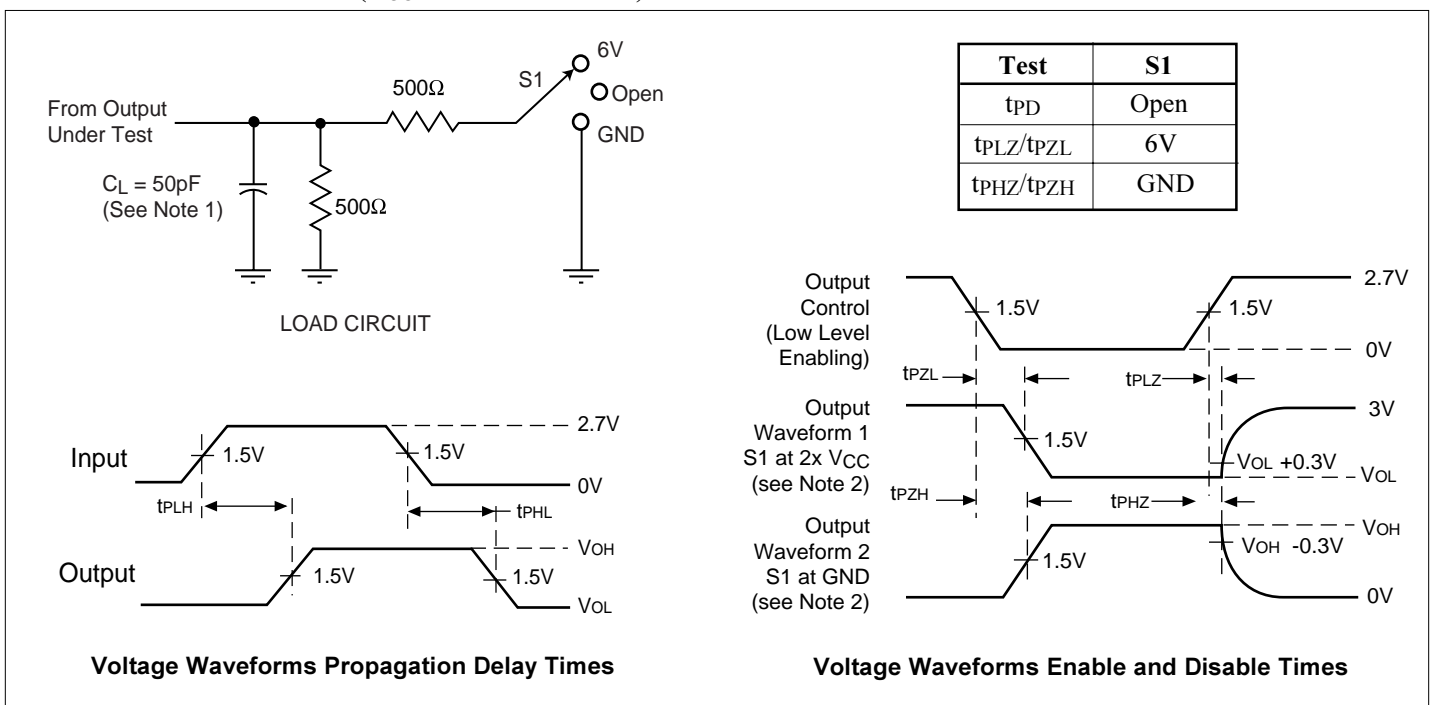 6V
S1
500Ω
Open
From Output
Under Test
GND
CL = 50pF
(See Note 1)
500Ω
LOAD CIRCUIT
Test S1
tPD Open
tPLZ/tPZL 6V
tPHZ/tPZH GND
Input
1.5V
1.5V
2.7V
0V
tPLH
tPHL
Output
1.5V
1.5V
VOH
VOL
Voltage Waveforms Propagation Delay Times
Output
Control
(Low Level
Enabling)
1.5V
1.5V
2.7V
0V
tPZL
tPLZ
Output
Waveform 1
S1 at 2x VCC
(see Note 2)
1.5V
3V
VOL +0.3V
VOL
tPZH
tPHZ
Output
Waveform 2
S1 at GND
(see Note 2)
1.5V
VOH
VOH -0.3V
0V
Voltage Waveforms Enable and Disable Times